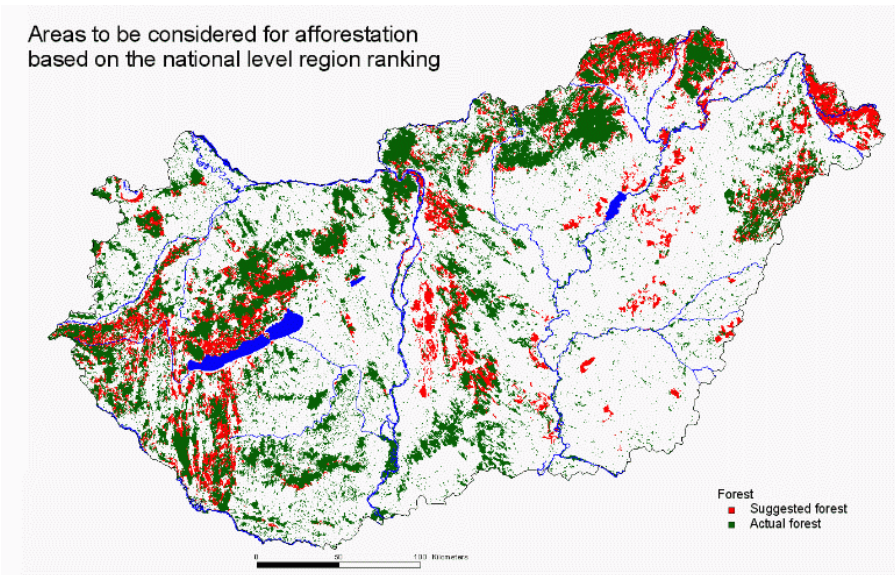 Areas to be considered for afforestation
based on the national level region ranking
Forest
Suggested forest
Actual forest
0 50 100 Kilometers